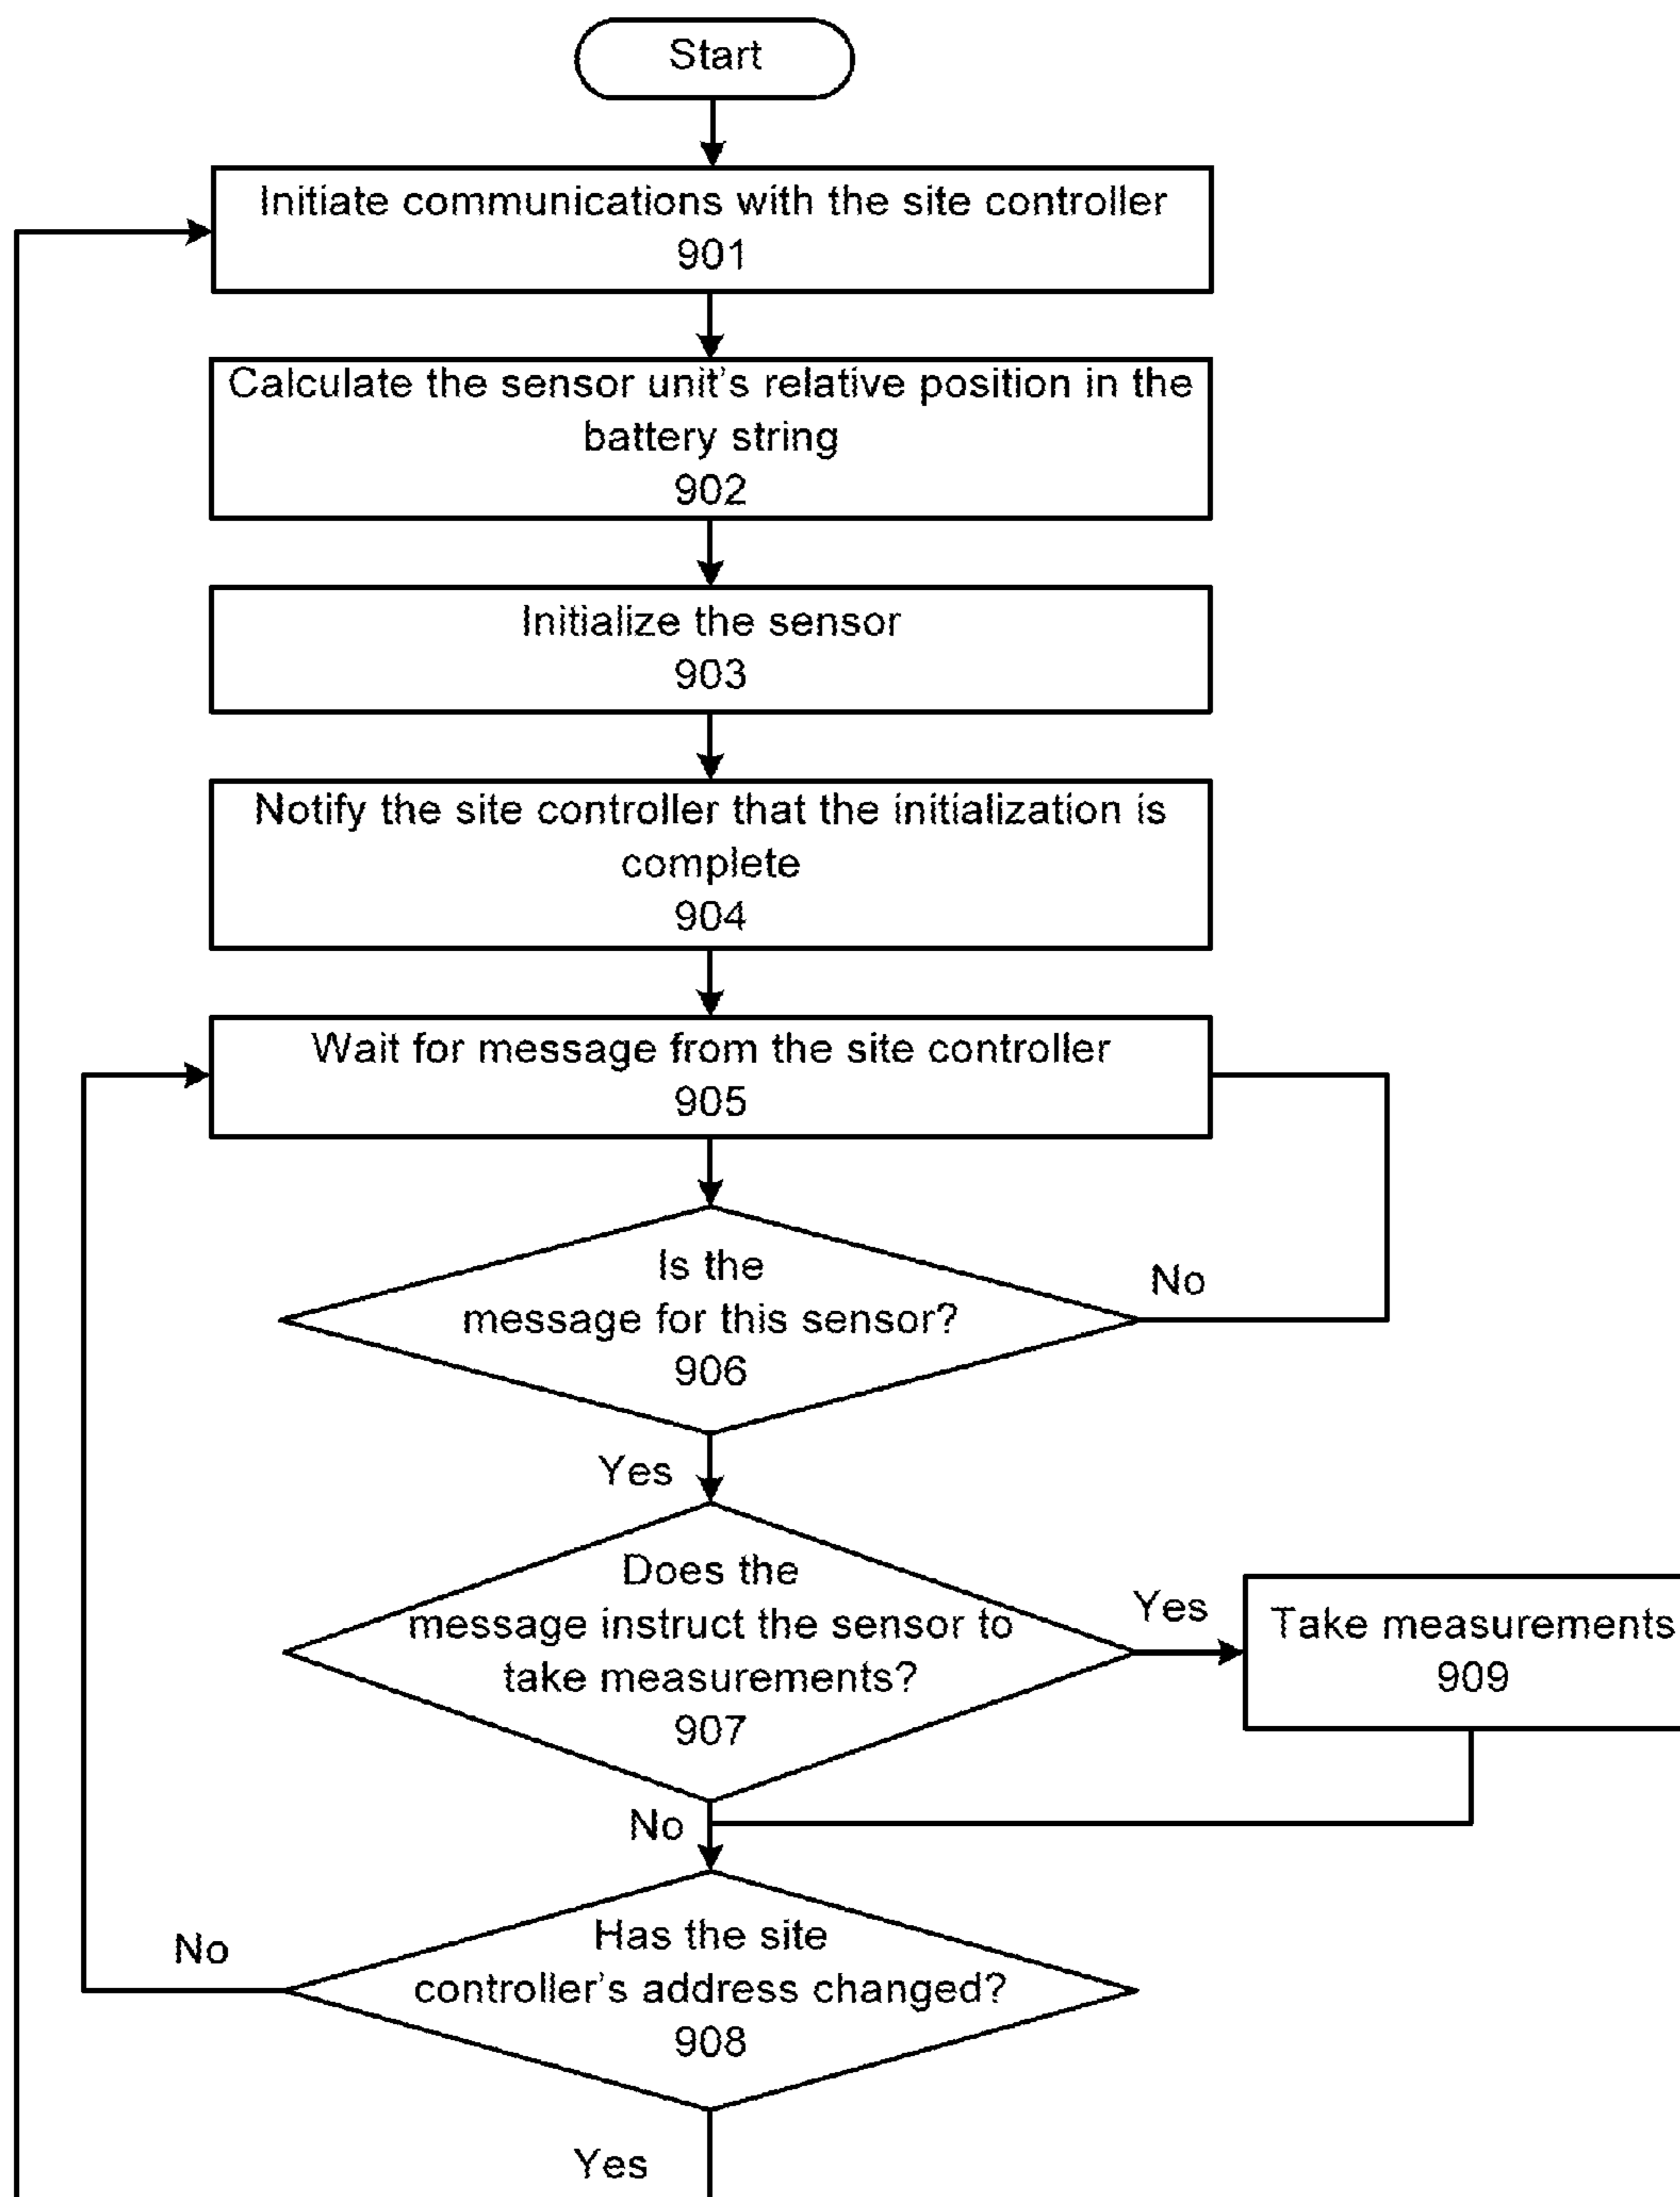 Start
Initiate communications with the site controller
901
Calculate the sensor unit's relative position in the
battery string
902
Initialize the sensor
903
Notify the site controller that the initialization is
complete
904
Wait for message from the site controller
905
Is the
message for this sensor?
906
No
Yes
Does the
message instruct the sensor to
take measurements?
907
Yes
Take measurements
909
No
Has the site
controller's address changed?
908
No
Yes